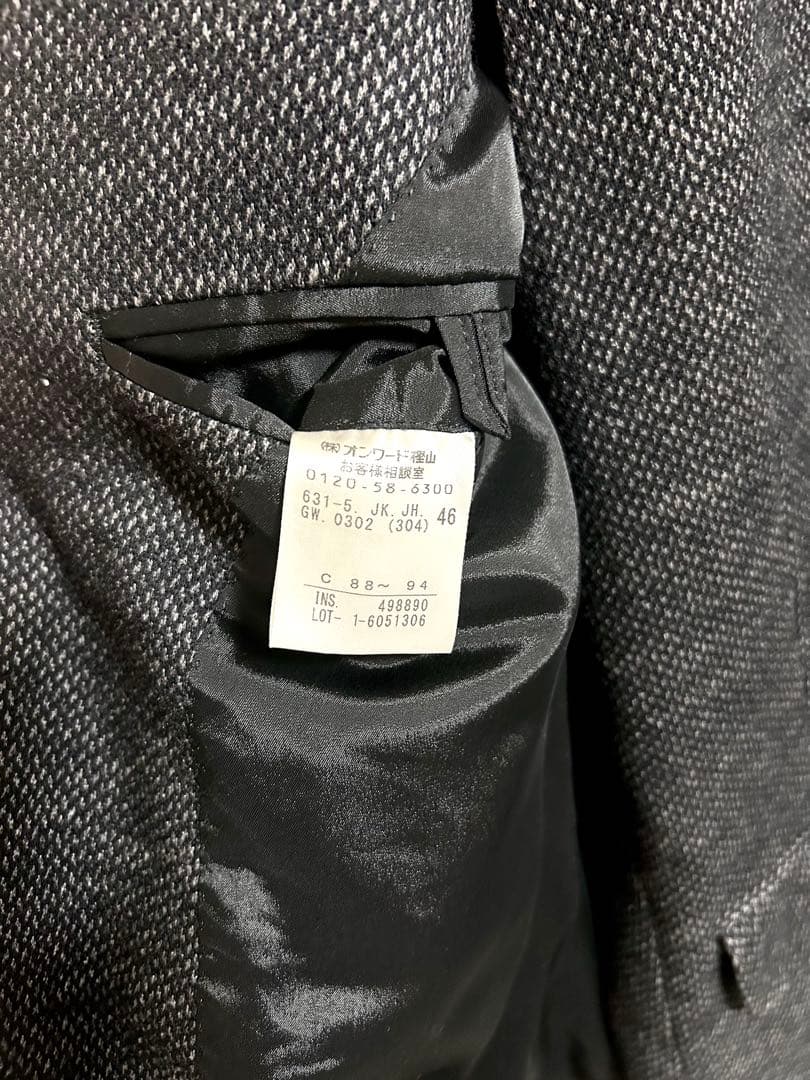 (株)オンワード樫山
お客様相談室
0120-58-6300
631-5. JK. JH. 46
GW. 0302 (304)
C 88〜 94
INS. 498890
LOT- 1-6051306